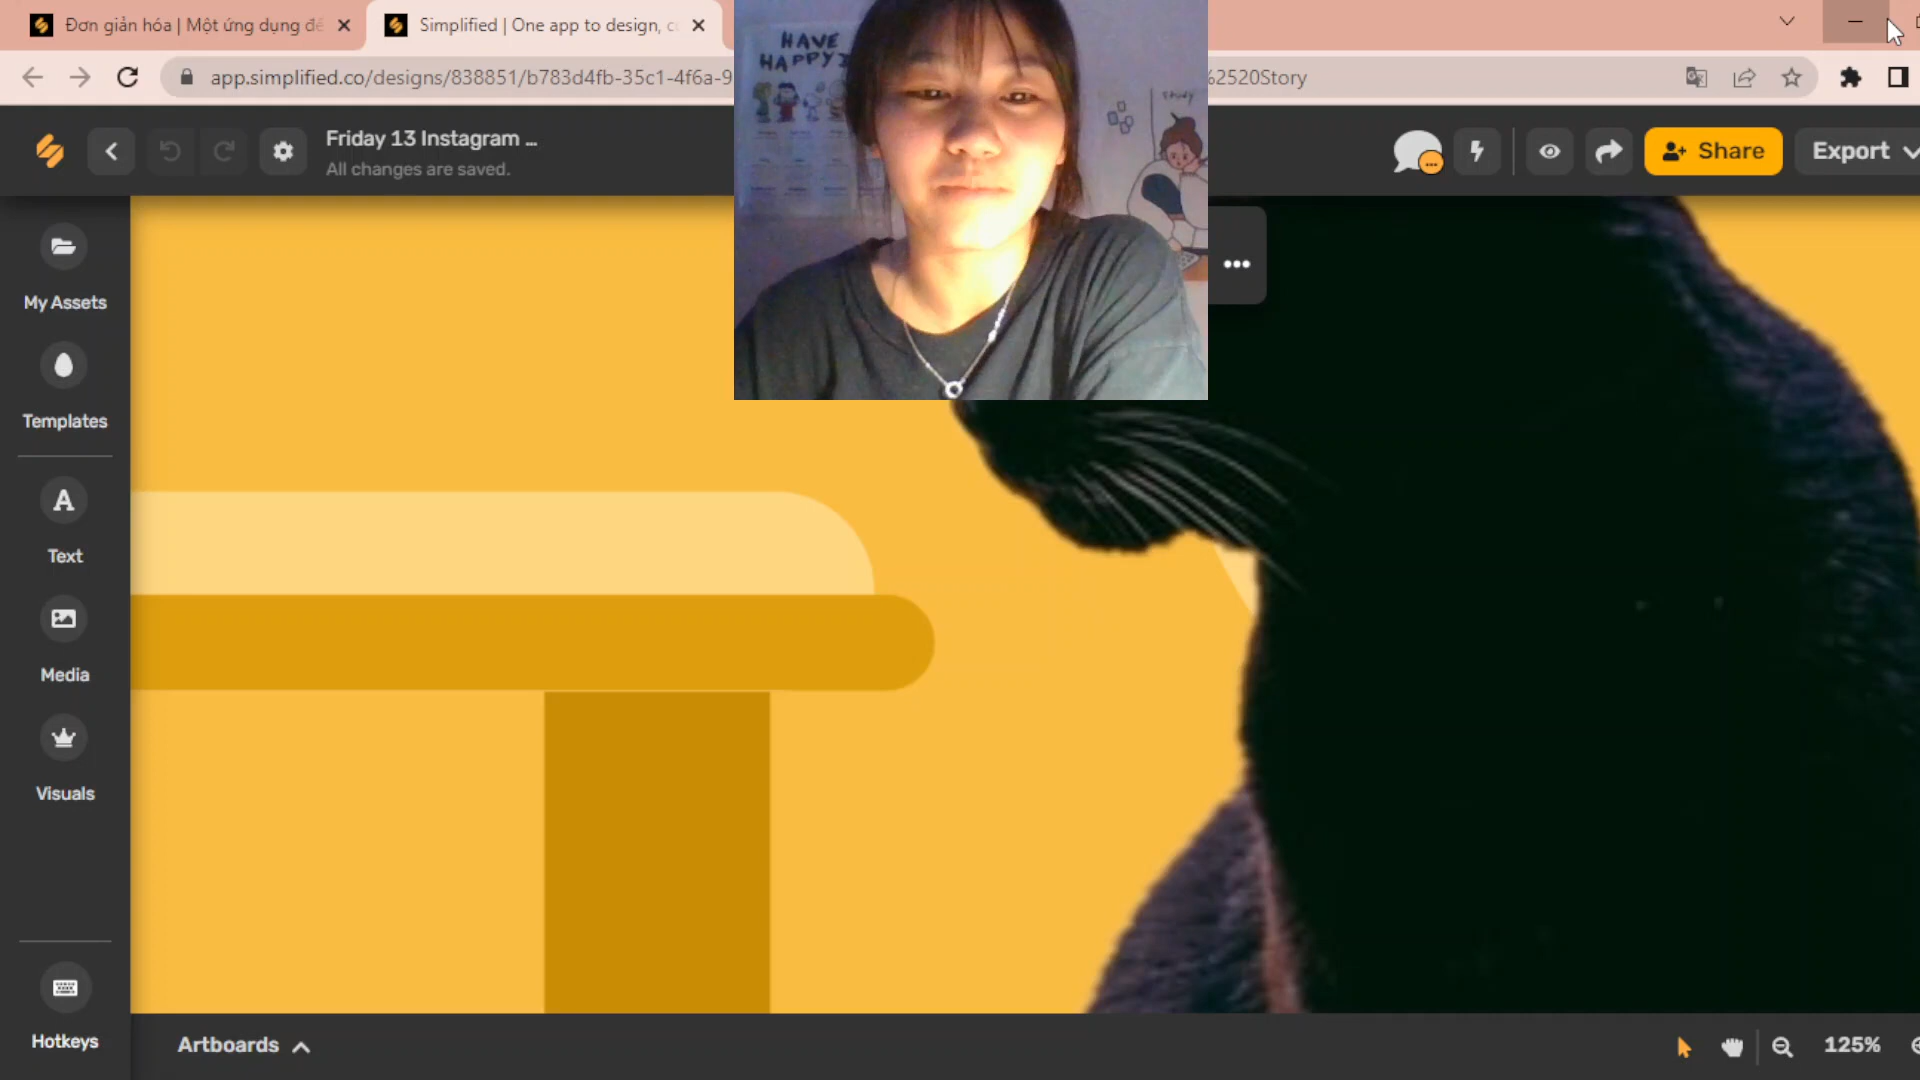 Đơn giản hóa | Một ứng dụng để
Simplified | One app to design, c
app.simplified.co/designs/838851/b783d4fb-35c1-4f6a-9
%2520Story
HAVE
HAPPY
STUDY
Friday 13 Instagram ...
All changes are saved.
Share
Export
My Assets
Templates
A
Text
Media
Visuals
Hotkeys
Artboards
125%